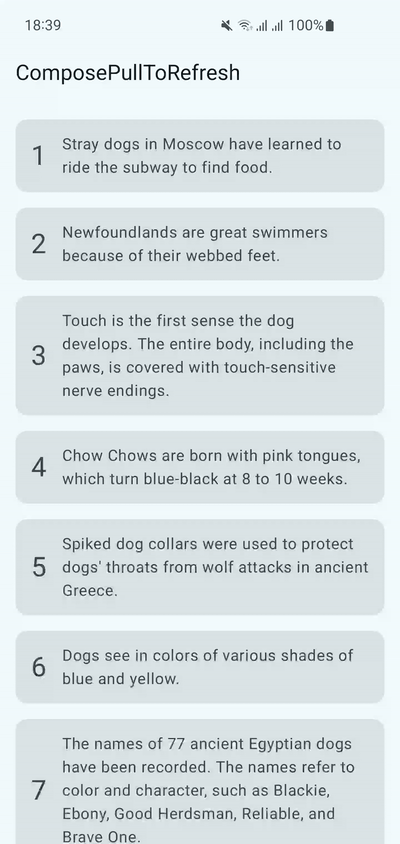 18:39 100%
ComposePullToRefresh
1
Stray dogs in Moscow have learned to
ride the subway to find food.
2
Newfoundlands are great swimmers
because of their webbed feet.
3
Touch is the first sense the dog
develops. The entire body, including the
paws, is covered with touch-sensitive
nerve endings.
4
Chow Chows are born with pink tongues,
which turn blue-black at 8 to 10 weeks.
5
Spiked dog collars were used to protect
dogs' throats from wolf attacks in ancient
Greece.
6
Dogs see in colors of various shades of
blue and yellow.
7
The names of 77 ancient Egyptian dogs
have been recorded. The names refer to
color and character, such as Blackie,
Ebony, Good Herdsman, Reliable, and
Brave One.